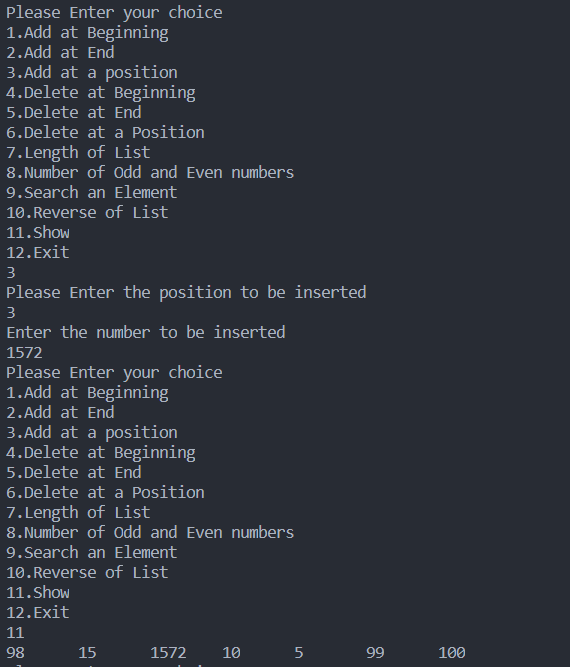 Please Enter your choice
1.Add at Beginning
2.Add at End
3.Add at a position
4.Delete at Beginning
5.Delete at End
6.Delete at a Position
7.Length of List
8.Number of Odd and Even numbers
9.Search an Element
10.Reverse of List
11.Show
12.Exit
3
Please Enter the position to be inserted
3
Enter the number to be inserted
1572
Please Enter your choice
1.Add at Beginning
2.Add at End
3.Add at a position
4.Delete at Beginning
5.Delete at End
6.Delete at a Position
7.Length of List
8.Number of Odd and Even numbers
9.Search an Element
10.Reverse of List
11.Show
12.Exit
11
98 15 1572 10 5 99 100